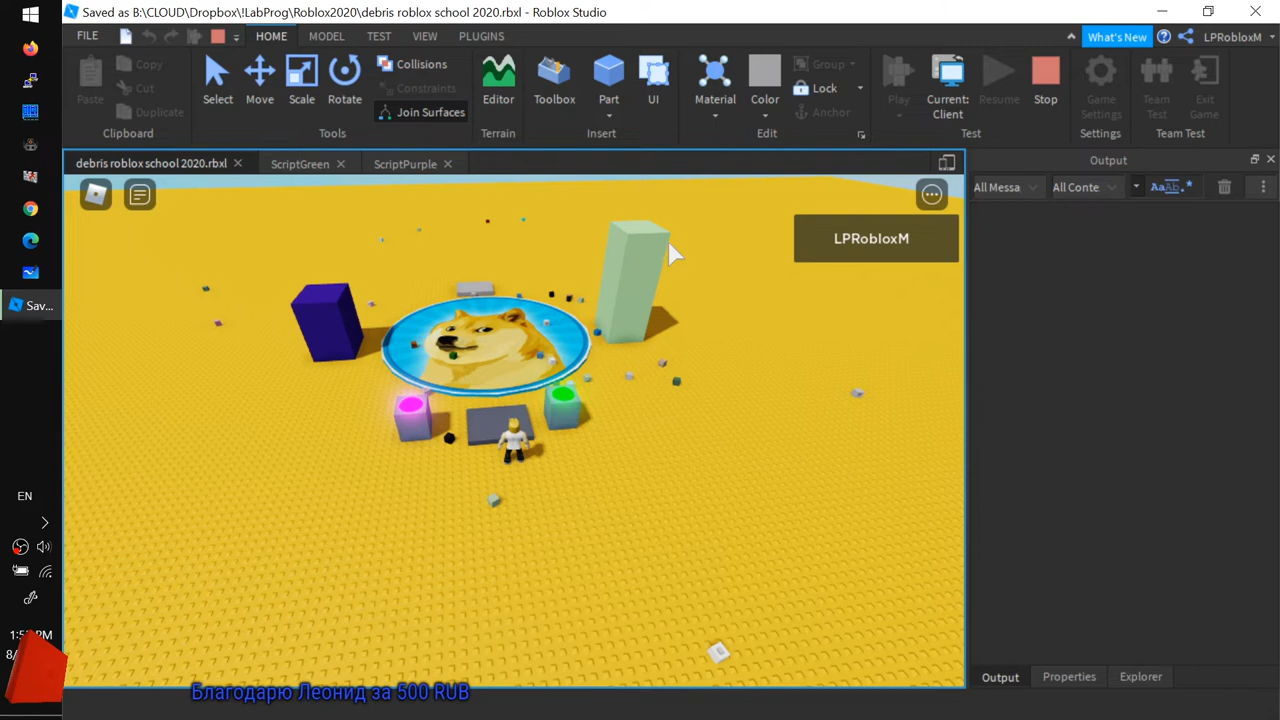 Saved as B:\CLOUD\Dropbox\!LabProg\Roblox2020\debris roblox school 2020.rbxl - Roblox Studio
FILE HOME MODEL TEST VIEW PLUGINS What's New LPRobloxM
Paste Copy Cut Duplicate
Select Move Scale Rotate
Collisions
Constraints
Join Surfaces
Editor Toolbox Part UI
Material Color
Group
Lock
Anchor
Play Current: Client Resume Stop
Game Settings
Team Test
Exit Game
Clipboard Tools Terrain Insert Edit Test Settings Team Test
debris roblox school 2020.rbxl ScriptGreen ScriptPurple
Output
All Messa All Conte AaAb.*
LPRobloxM
Sav...
EN
Благодарю Леонид за 500 RUB
Output Properties Explorer